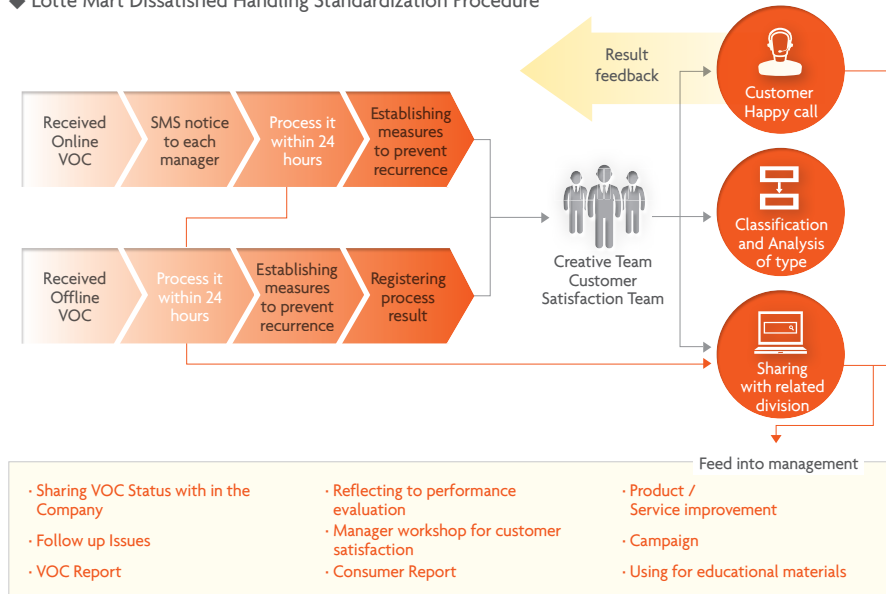 ◆ Lotte Mart Dissatisfied Handling Standardization Procedure
Result
feedback
Customer
Happy call
Received
Online
VOC
SMS notice
to each
manager
Process it
within 24
hours
Establishing
measures
to prevent
recurrence
Creative Team
Customer
Satisfaction Team
Classification
and Analysis
of type
Received
Offline
VOC
Process it
within 24
hours
Establishing
measures
to prevent
recurrence
Registering
process
result
Sharing
with related
division
Feed into management
· Sharing VOC Status with in the
Company
· Follow up Issues
· VOC Report
· Reflecting to performance
evaluation
· Manager workshop for customer
satisfaction
· Consumer Report
· Product /
Service improvement
· Campaign
· Using for educational materials